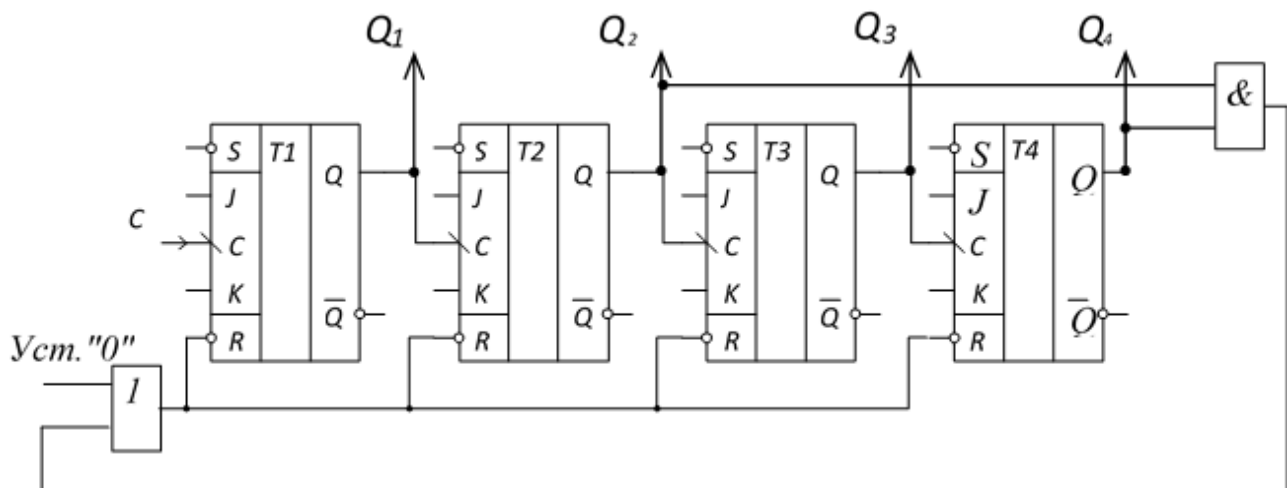 Q1 Q2 Q3 Q4
&
S T1 Q S T2 Q S T3 Q S T4 Q
J J J J
C C C C C
K K K K
R Q̅ R Q̅ R Q̅ R Q̅
Уст."0"
1